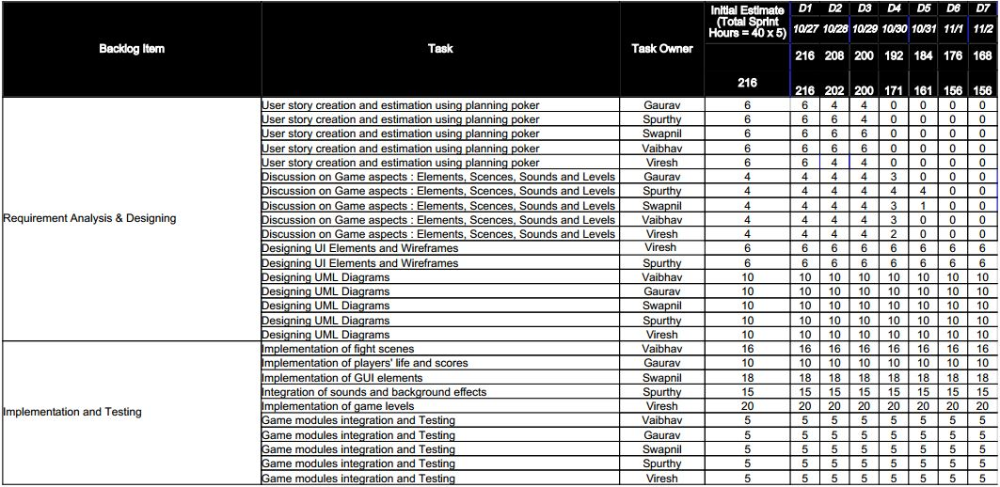 Backlog Item Task Task Owner Initial Estimate (Total Sprint Hours = 40 x 5) D1 D2 D3 D4 D5 D6 D7
10/27 10/28 10/29 10/30 10/31 11/1 11/2
216 208 200 192 184 176 168
216 216 202 200 171 161 156 156
Requirement Analysis & Designing
User story creation and estimation using planning poker Gaurav 6 6 4 4 0 0 0 0
User story creation and estimation using planning poker Spurthy 6 6 6 4 0 0 0 0
User story creation and estimation using planning poker Swapnil 6 6 6 6 0 0 0 0
User story creation and estimation using planning poker Vaibhav 6 6 6 6 0 0 0 0
User story creation and estimation using planning poker Viresh 6 6 4 4 0 0 0 0
Discussion on Game aspects : Elements, Scences, Sounds and Levels Gaurav 4 4 4 4 3 0 0 0
Discussion on Game aspects : Elements, Scences, Sounds and Levels Spurthy 4 4 4 4 4 4 0 0
Discussion on Game aspects : Elements, Scences, Sounds and Levels Swapnil 4 4 4 4 3 1 0 0
Discussion on Game aspects : Elements, Scences, Sounds and Levels Vaibhav 4 4 4 4 3 0 0 0
Discussion on Game aspects : Elements, Scences, Sounds and Levels Viresh 4 4 4 4 2 0 0 0
Designing UI Elements and Wireframes Viresh 6 6 6 6 6 6 6 6
Designing UI Elements and Wireframes Spurthy 6 6 6 6 6 6 6 6
Designing UML Diagrams Vaibhav 10 10 10 10 10 10 10 10
Designing UML Diagrams Gaurav 10 10 10 10 10 10 10 10
Designing UML Diagrams Swapnil 10 10 10 10 10 10 10 10
Designing UML Diagrams Spurthy 10 10 10 10 10 10 10 10
Designing UML Diagrams Viresh 10 10 10 10 10 10 10 10
Implementation and Testing
Implementation of fight scenes Vaibhav 16 16 16 16 16 16 16 16
Implementation of players' life and scores Gaurav 10 10 10 10 10 10 10 10
Implementation of GUI elements Swapnil 18 18 18 18 18 18 18 18
Integration of sounds and background effects Spurthy 15 15 15 15 15 15 15 15
Implementation of game levels Viresh 20 20 20 20 20 20 20 20
Game modules integration and Testing Vaibhav 5 5 5 5 5 5 5 5
Game modules integration and Testing Gaurav 5 5 5 5 5 5 5 5
Game modules integration and Testing Swapnil 5 5 5 5 5 5 5 5
Game modules integration and Testing Spurthy 5 5 5 5 5 5 5 5
Game modules integration and Testing Viresh 5 5 5 5 5 5 5 5